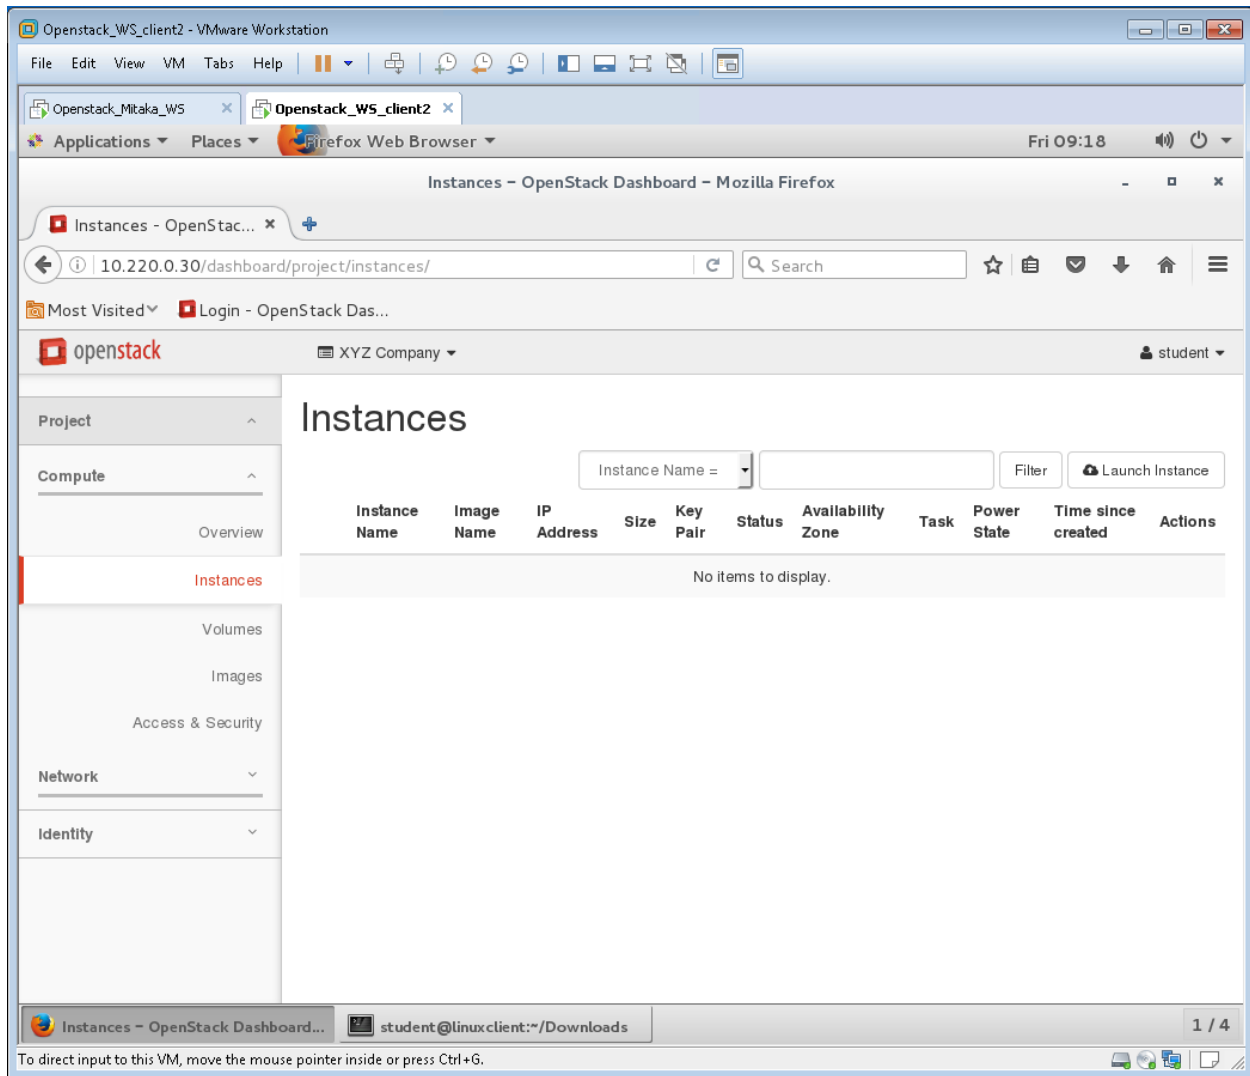 Openstack_WS_client2 - VMware Workstation
File Edit View VM Tabs Help
Openstack_Mitaka_WS Openstack_WS_client2
Applications Places Firefox Web Browser Fri 09:18
Instances - OpenStack Dashboard - Mozilla Firefox
Instances - OpenStac...
10.220.0.30/dashboard/project/instances/ Search
Most Visited Login - OpenStack Das...
openstack XYZ Company student
Project
Instances
Compute
Instance Name = Filter Launch Instance
Instance Name Image Name IP Address Size Key Pair Status Availability Zone Task Power State Time since created Actions
Overview
Instances
No items to display.
Volumes
Images
Access & Security
Network
Identity
Instances - OpenStack Dashboard... student@linuxclient:~/Downloads 1 / 4
To direct input to this VM, move the mouse pointer inside or press Ctrl+G.